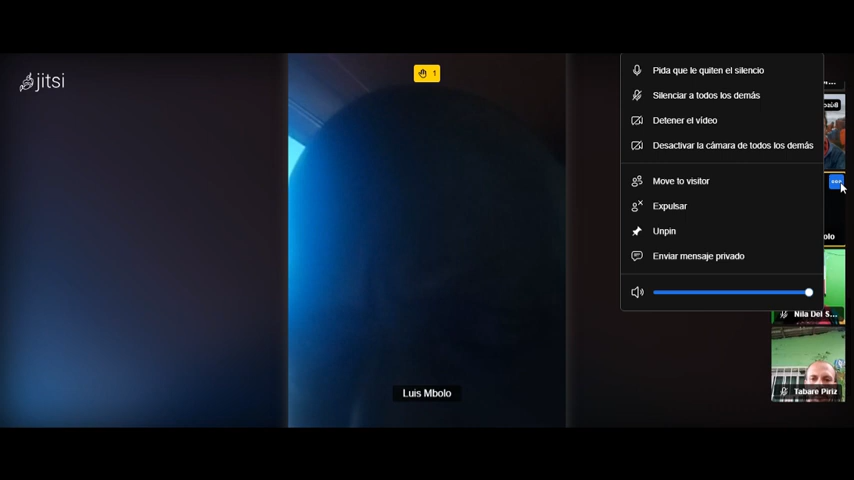 jitsi
1
Pida que le quiten el silencio
Silenciar a todos los demás
Detener el vídeo
Desactivar la cámara de todos los demás
Move to visitor
Expulsar
Unpin
Enviar mensaje privado
Nila Del S...
Tabare Piriz
Luis Mbolo